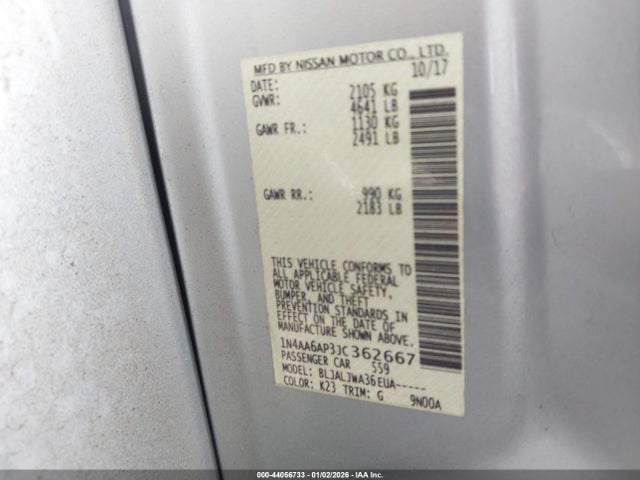 MFD BY NISSAN MOTOR CO., LTD.
DATE: 10/17
GVWR: 2105 KG
4641 LB
GAWR FR.: 1130 KG
2491 LB
GAWR RR.: 990 KG
2183 LB
THIS VEHICLE CONFORMS TO
ALL APPLICABLE FEDERAL
MOTOR VEHICLE SAFETY,
BUMPER, AND THEFT
PREVENTION STANDARDS IN
EFFECT ON THE DATE OF
MANUFACTURE SHOWN ABOVE.
1N4AA6AP3JC362667
PASSENGER CAR 559
MODEL: BLJALJWA36EUA-----
COLOR: K23 TRIM: G 9N00A
000-44056733 - 01/02/2026 - IAA Inc.